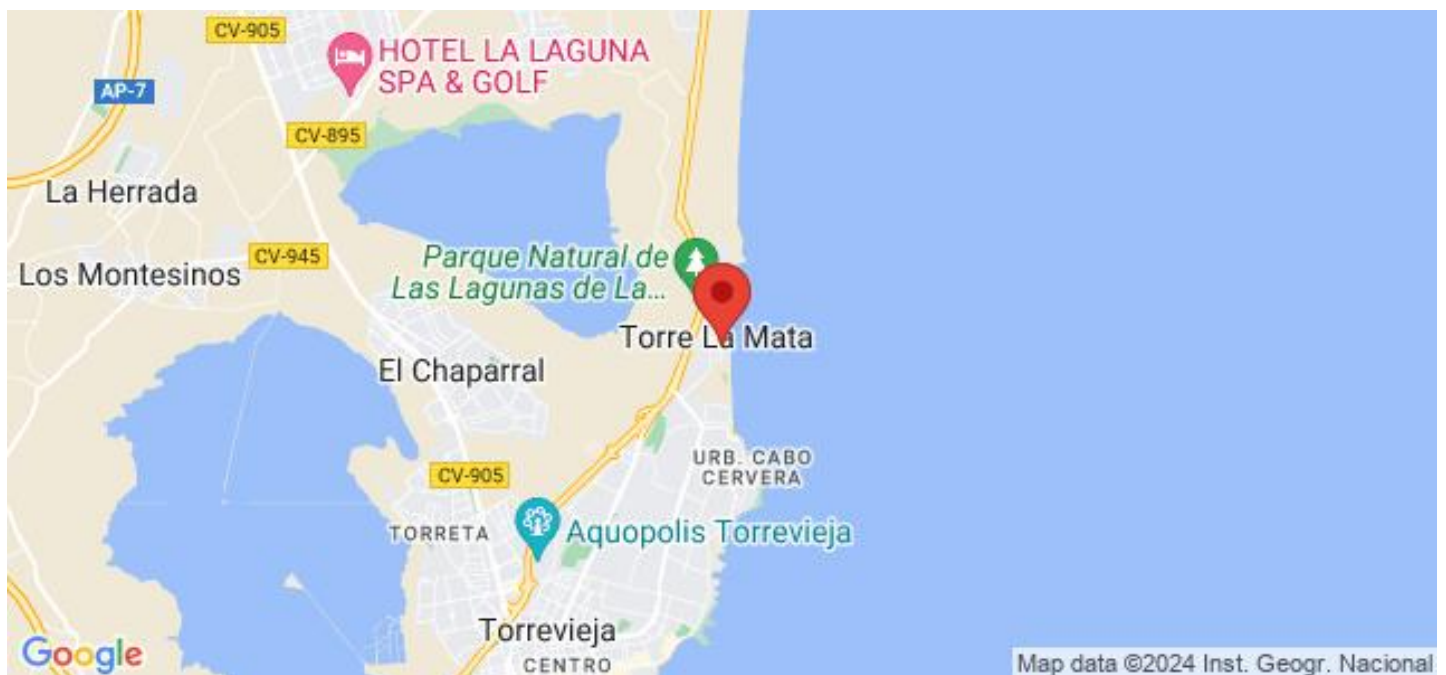 CV-905
HOTEL LA LAGUNA
SPA & GOLF
AP-7
CV-895
La Herrada
Parque Natural de
Las Lagunas de La...
CV-945
Los Montesinos
Torre La Mata
El Chaparral
URB. CABO
CERVERA
CV-905
TORRETA
Aquopolis Torrevieja
Torrevieja
CENTRO
Google
Map data ©2024 Inst. Geogr. Nacional